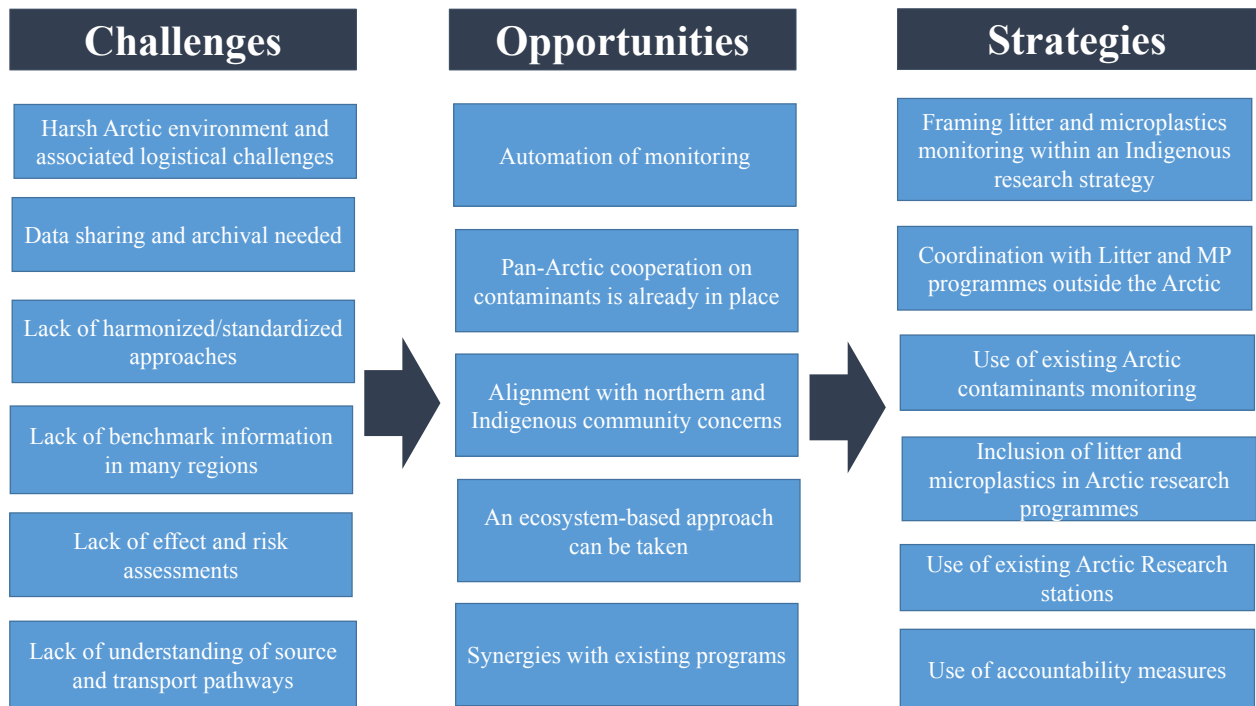 Challenges
Harsh Arctic environment and
associated logistical challenges
Data sharing and archival needed
Lack of harmonized/standardized
approaches
Lack of benchmark information
in many regions
Lack of effect and risk
assessments
Lack of understanding of source
and transport pathways
Opportunities
Automation of monitoring
Pan-Arctic cooperation on
contaminants is already in place
Alignment with northern and
Indigenous community concerns
An ecosystem-based approach
can be taken
Synergies with existing programs
Strategies
Framing litter and microplastics
monitoring within an Indigenous
research strategy
Coordination with Litter and MP
programmes outside the Arctic
Use of existing Arctic
contaminants monitoring
Inclusion of litter and
microplastics in Arctic research
programmes
Use of existing Arctic Research
stations
Use of accountability measures